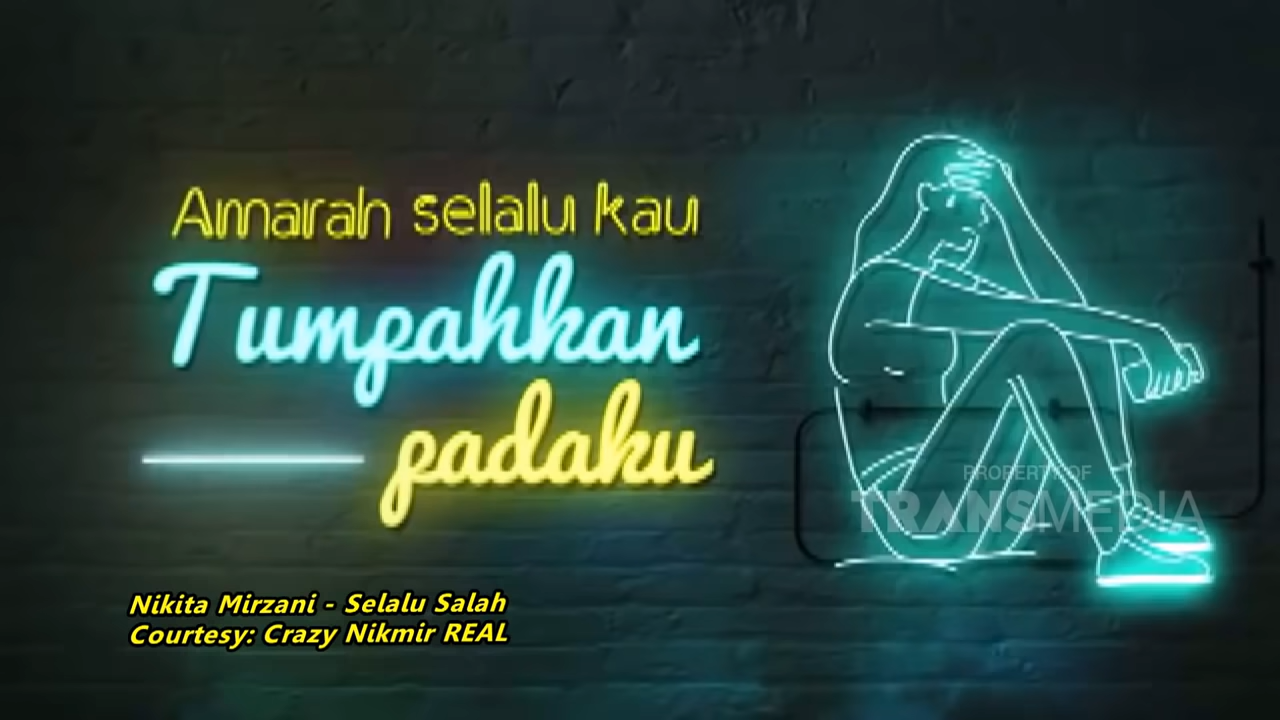 Amarah selalu kau
Tumpahkan
padaku
PROPERTY OF
TRANSMEDIA
Nikita Mirzani - Selalu Salah
Courtesy: Crazy Nikmir REAL